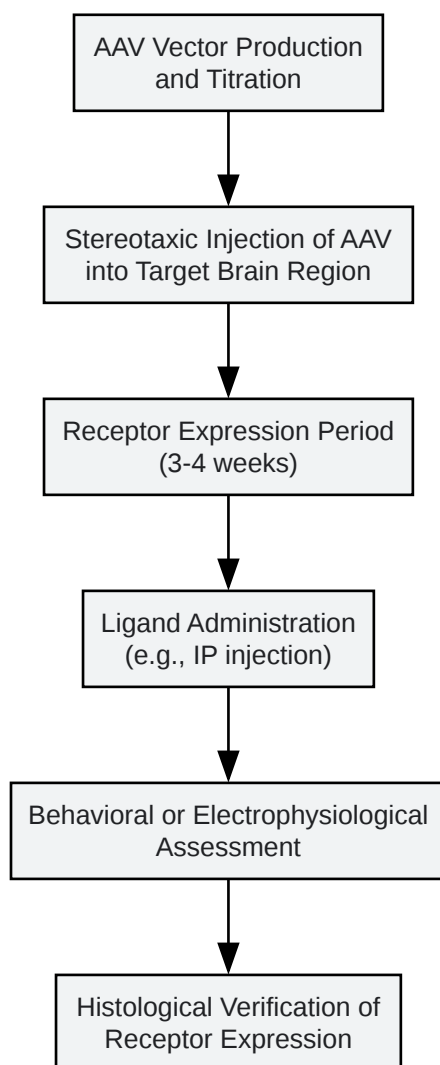 AAV Vector Production
and Titration
Stereotaxic Injection of AAV
into Target Brain Region
Receptor Expression Period
(3-4 weeks)
Ligand Administration
(e.g., IP injection)
Behavioral or Electrophysiological
Assessment
Histological Verification of
Receptor Expression